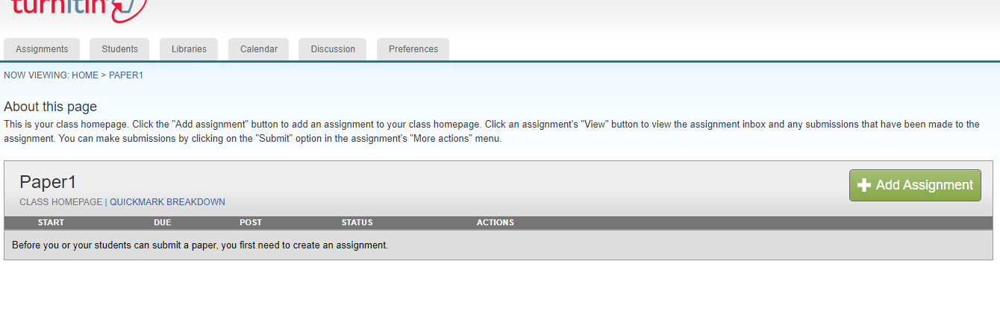 turnitin
Assignments Students Libraries Calendar Discussion Preferences
NOW VIEWING: HOME > PAPER1
About this page
This is your class homepage. Click the "Add assignment" button to add an assignment to your class homepage. Click an assignment's "View" button to view the assignment inbox and any submissions that have been made to the
assignment. You can make submissions by clicking on the "Submit" option in the assignment's "More actions" menu.
Paper1
Add Assignment
CLASS HOMEPAGE | QUICKMARK BREAKDOWN
START DUE POST STATUS ACTIONS
Before you or your students can submit a paper, you first need to create an assignment.